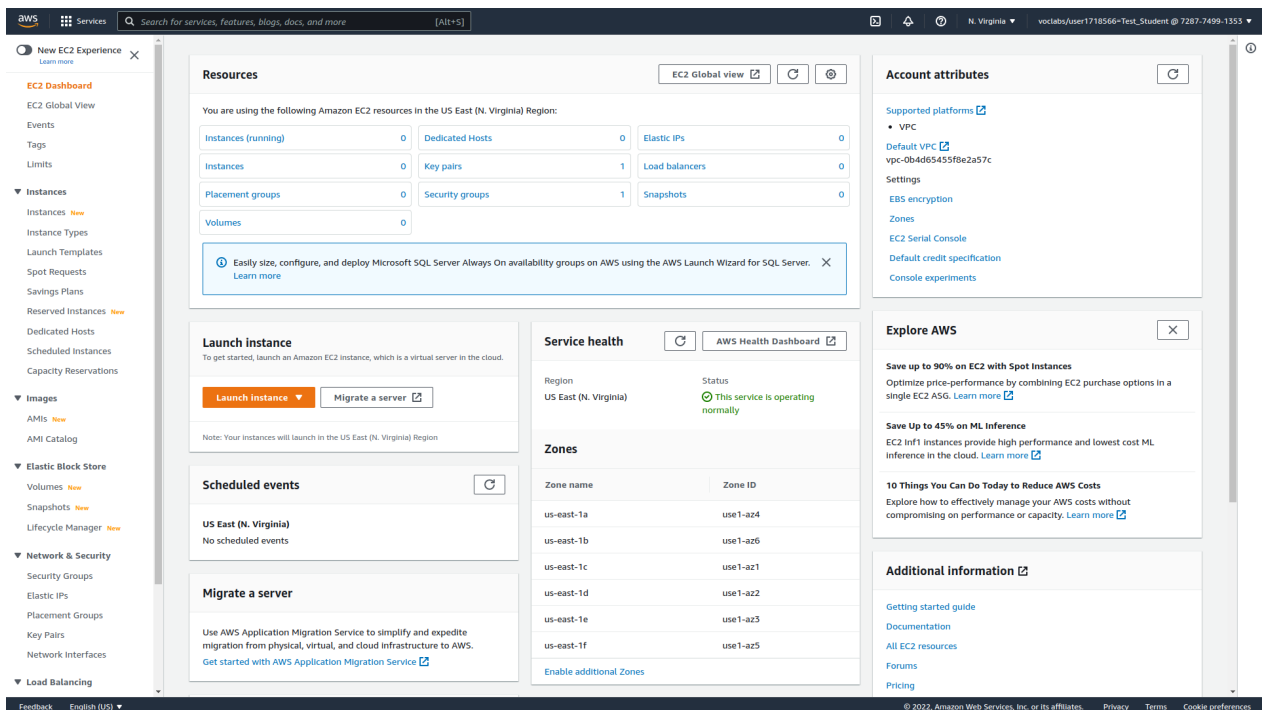 aws
Services
Search for services, features, blogs, docs, and more
[Alt+S]
N. Virginia ▼
voclabs/user1718566=Test_Student @ 7287-7499-1353 ▼
New EC2 Experience
Learn more
EC2 Dashboard
EC2 Global View
Events
Tags
Limits
▼ Instances
Instances New
Instance Types
Launch Templates
Spot Requests
Savings Plans
Reserved Instances New
Dedicated Hosts
Scheduled Instances
Capacity Reservations
▼ Images
AMIs New
AMI Catalog
▼ Elastic Block Store
Volumes New
Snapshots New
Lifecycle Manager New
▼ Network & Security
Security Groups
Elastic IPs
Placement Groups
Key Pairs
Network Interfaces
▼ Load Balancing
Resources
EC2 Global view
You are using the following Amazon EC2 resources in the US East (N. Virginia) Region:
Instances (running) 0
Dedicated Hosts 0
Elastic IPs 0
Instances 0
Key pairs 1
Load balancers 0
Placement groups 0
Security groups 1
Snapshots 0
Volumes 0
Easily size, configure, and deploy Microsoft SQL Server Always On availability groups on AWS using the AWS Launch Wizard for SQL Server.
Learn more
Launch instance
To get started, launch an Amazon EC2 instance, which is a virtual server in the cloud.
Launch instance ▼
Migrate a server
Note: Your instances will launch in the US East (N. Virginia) Region
Scheduled events
US East (N. Virginia)
No scheduled events
Migrate a server
Use AWS Application Migration Service to simplify and expedite
migration from physical, virtual, and cloud infrastructure to AWS.
Get started with AWS Application Migration Service
Service health
AWS Health Dashboard
Region
US East (N. Virginia)
Status
This service is operating
normally
Zones
Zone name Zone ID
us-east-1a use1-az4
us-east-1b use1-az6
us-east-1c use1-az1
us-east-1d use1-az2
us-east-1e use1-az3
us-east-1f use1-az5
Enable additional Zones
Account attributes
Supported platforms
• VPC
Default VPC
vpc-0b4d65455f8e2a57c
Settings
EBS encryption
Zones
EC2 Serial Console
Default credit specification
Console experiments
Explore AWS
Save up to 90% on EC2 with Spot Instances
Optimize price-performance by combining EC2 purchase options in a
single EC2 ASG. Learn more
Save Up to 45% on ML Inference
EC2 Inf1 instances provide high performance and lowest cost ML
inference in the cloud. Learn more
10 Things You Can Do Today to Reduce AWS Costs
Explore how to effectively manage your AWS costs without
compromising on performance or capacity. Learn more
Additional information
Getting started guide
Documentation
All EC2 resources
Forums
Pricing
Feedback
English (US) ▼
© 2022, Amazon Web Services, Inc. or its affiliates.
Privacy
Terms
Cookie preferences